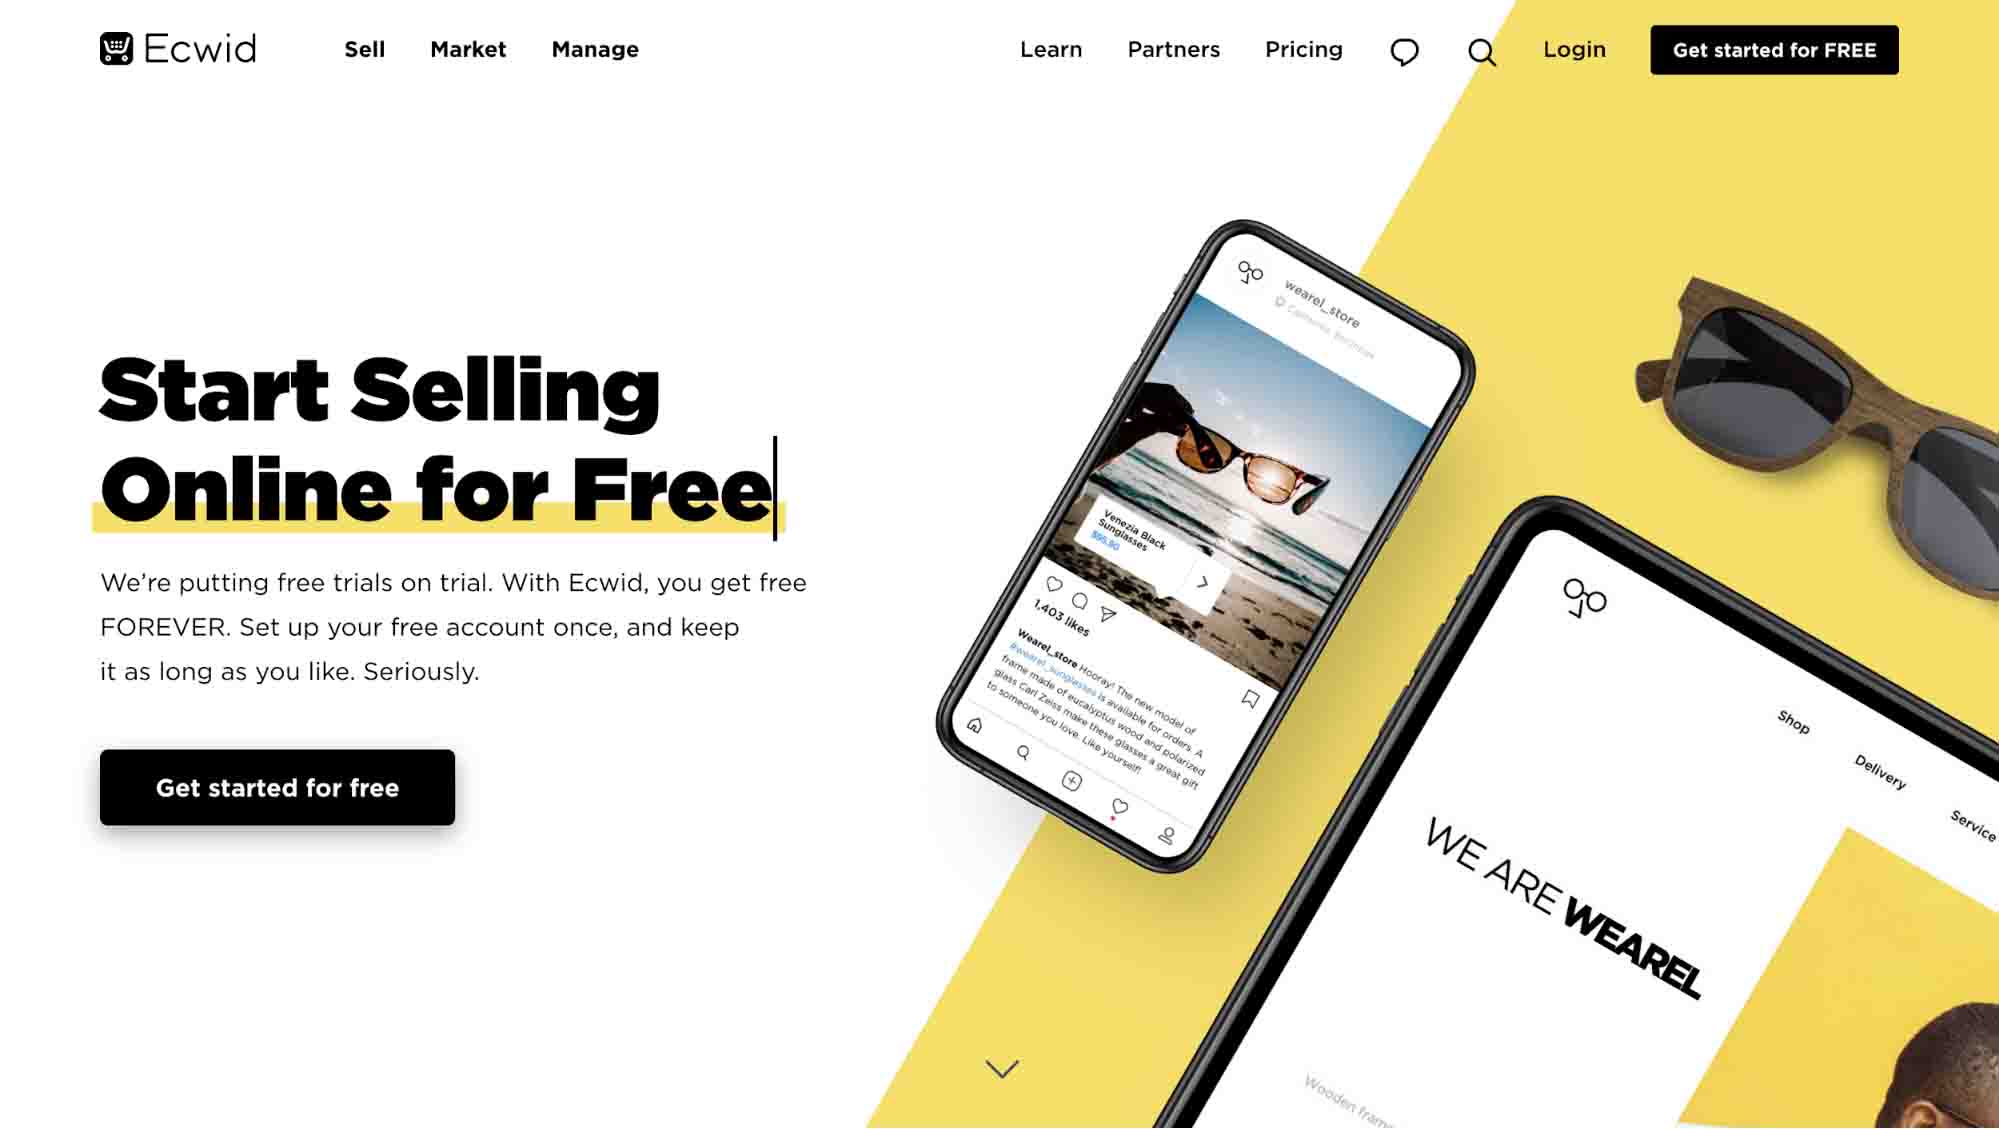 Ecwid
Sell
Market
Manage
Learn
Partners
Pricing
Login
Get started for FREE
Start Selling
Online for Free
We’re putting free trials on trial. With Ecwid, you get free
FOREVER. Set up your free account once, and keep
it as long as you like. Seriously.
Get started for free
wearel_store
Venezia Black
Sunglasses
1,403 likes
Wearel_store Hooray! The new model of
#wearel_sunglasses is available for orders. A
frame made of eucalyptus wood and polarized
glass Carl Zeiss make these glasses a great gift
to someone you love. Like yourself!
Shop
Delivery
Service
WE ARE WEAREL
Wooden frame